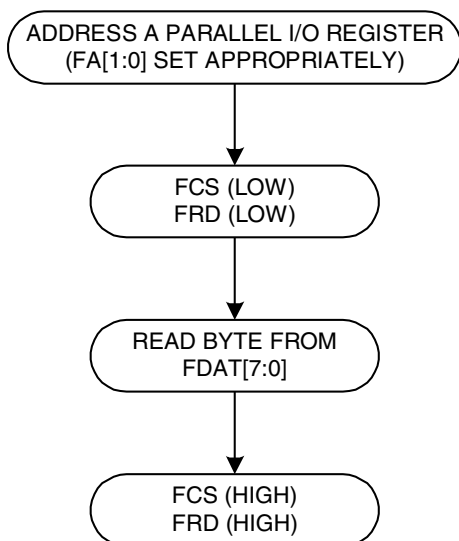 ADDRESS A PARALLEL I/O REGISTER
(FA[1:0] SET APPROPRIATELY)
FCS (LOW)
FRD (LOW)
READ BYTE FROM
FDAT[7:0]
FCS (HIGH)
FRD (HIGH)